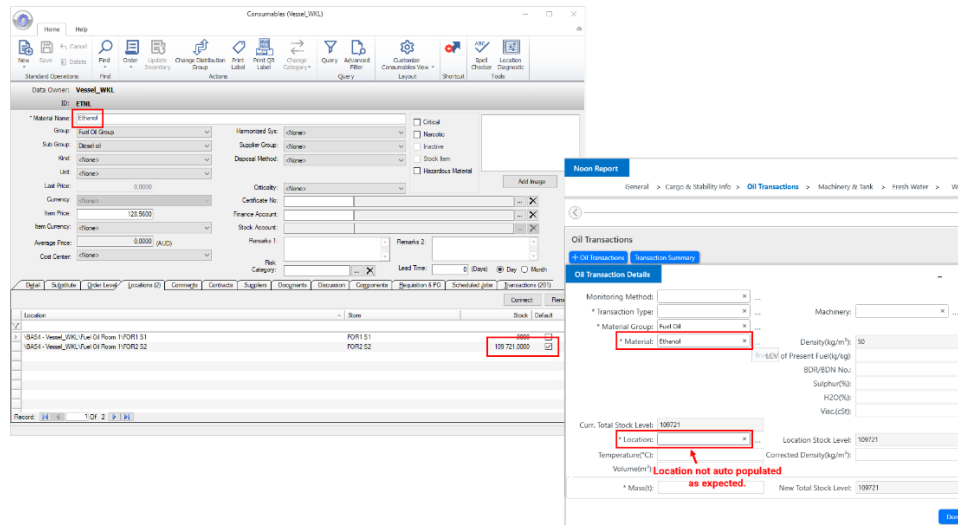 Consumables (Vessel_WKL)
Home Help
New Save Cancel Delete Find Order Update Inventory Change Distribution Group Print Label Print QR Label Change Category Query Advanced Filter Customize Consumables View Spell Checker Location Diagnostic
Standard Operations Find Actions Query Layout Shortcut Tools
Data Owner: Vessel_WKL
ID: ETNL
* Material Name: Ethanol
Critical
Group: Fuel Oil Group Harmonized Sys: <None> Narcotic
Sub Group: Diesel oil Supplier Group: <None> Inactive
Kind: <None> Disposal Method: <None> Stock Item
Unit: <None> Hazardous Material
Last Price: 0.0000 Criticality: <None> Add Image
Currency: <None> Certificate No:
Item Price: 128.5600 Finance Account:
Item Currency: <None> Stock Account:
Average Price: 0.0000 (AUD) Remarks 1: Remarks 2:
Cost Center: <None> Risk Category: Lead Time: 0 (Days) Day Month
Detail Substitute Order Level Locations (2) Comments Contracts Suppliers Documents Discussion Components Requisition & PO Scheduled Jobs Transactions (201)
Connect
Location Store Stock Default
\BAS4 - Vessel_WKL\Fuel Oil Room 1\FOR1 S1 FOR1 S1
\BAS4 - Vessel_WKL\Fuel Oil Room 1\FOR2 S2 FOR2 S2 109 721.0000
Record: 1 Of 2
Noon Report
General > Cargo & Stability Info > Oil Transactions > Machinery & Tank > Fresh Water > W
Oil Transactions
+ Oil Transactions Transaction Summary
Oil Transaction Details
Monitoring Method:
* Transaction Type: Machinery:
* Material Group: Fuel Oil
* Material: Ethanol Density(kg/m³): 50
LCV of Present Fuel(kj/kg):
BDR/BDN No.:
Sulphur(%):
H2O(%):
Visc.(cSt):
Curr. Total Stock Level: 109721
* Location: Location Stock Level: 109721
Temperature(°C): Corrected Density(kg/m³):
Volume(m³)
Location not auto populated
as expected.
* Mass(t): New Total Stock Level: 109721